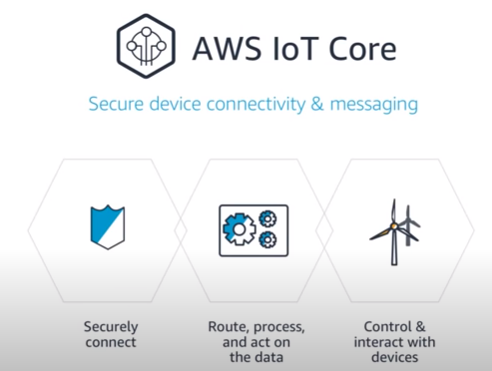 AWS IoT Core
Secure device connectivity & messaging
Securely
connect
Route, process,
and act on
the data
Control &
interact with
devices